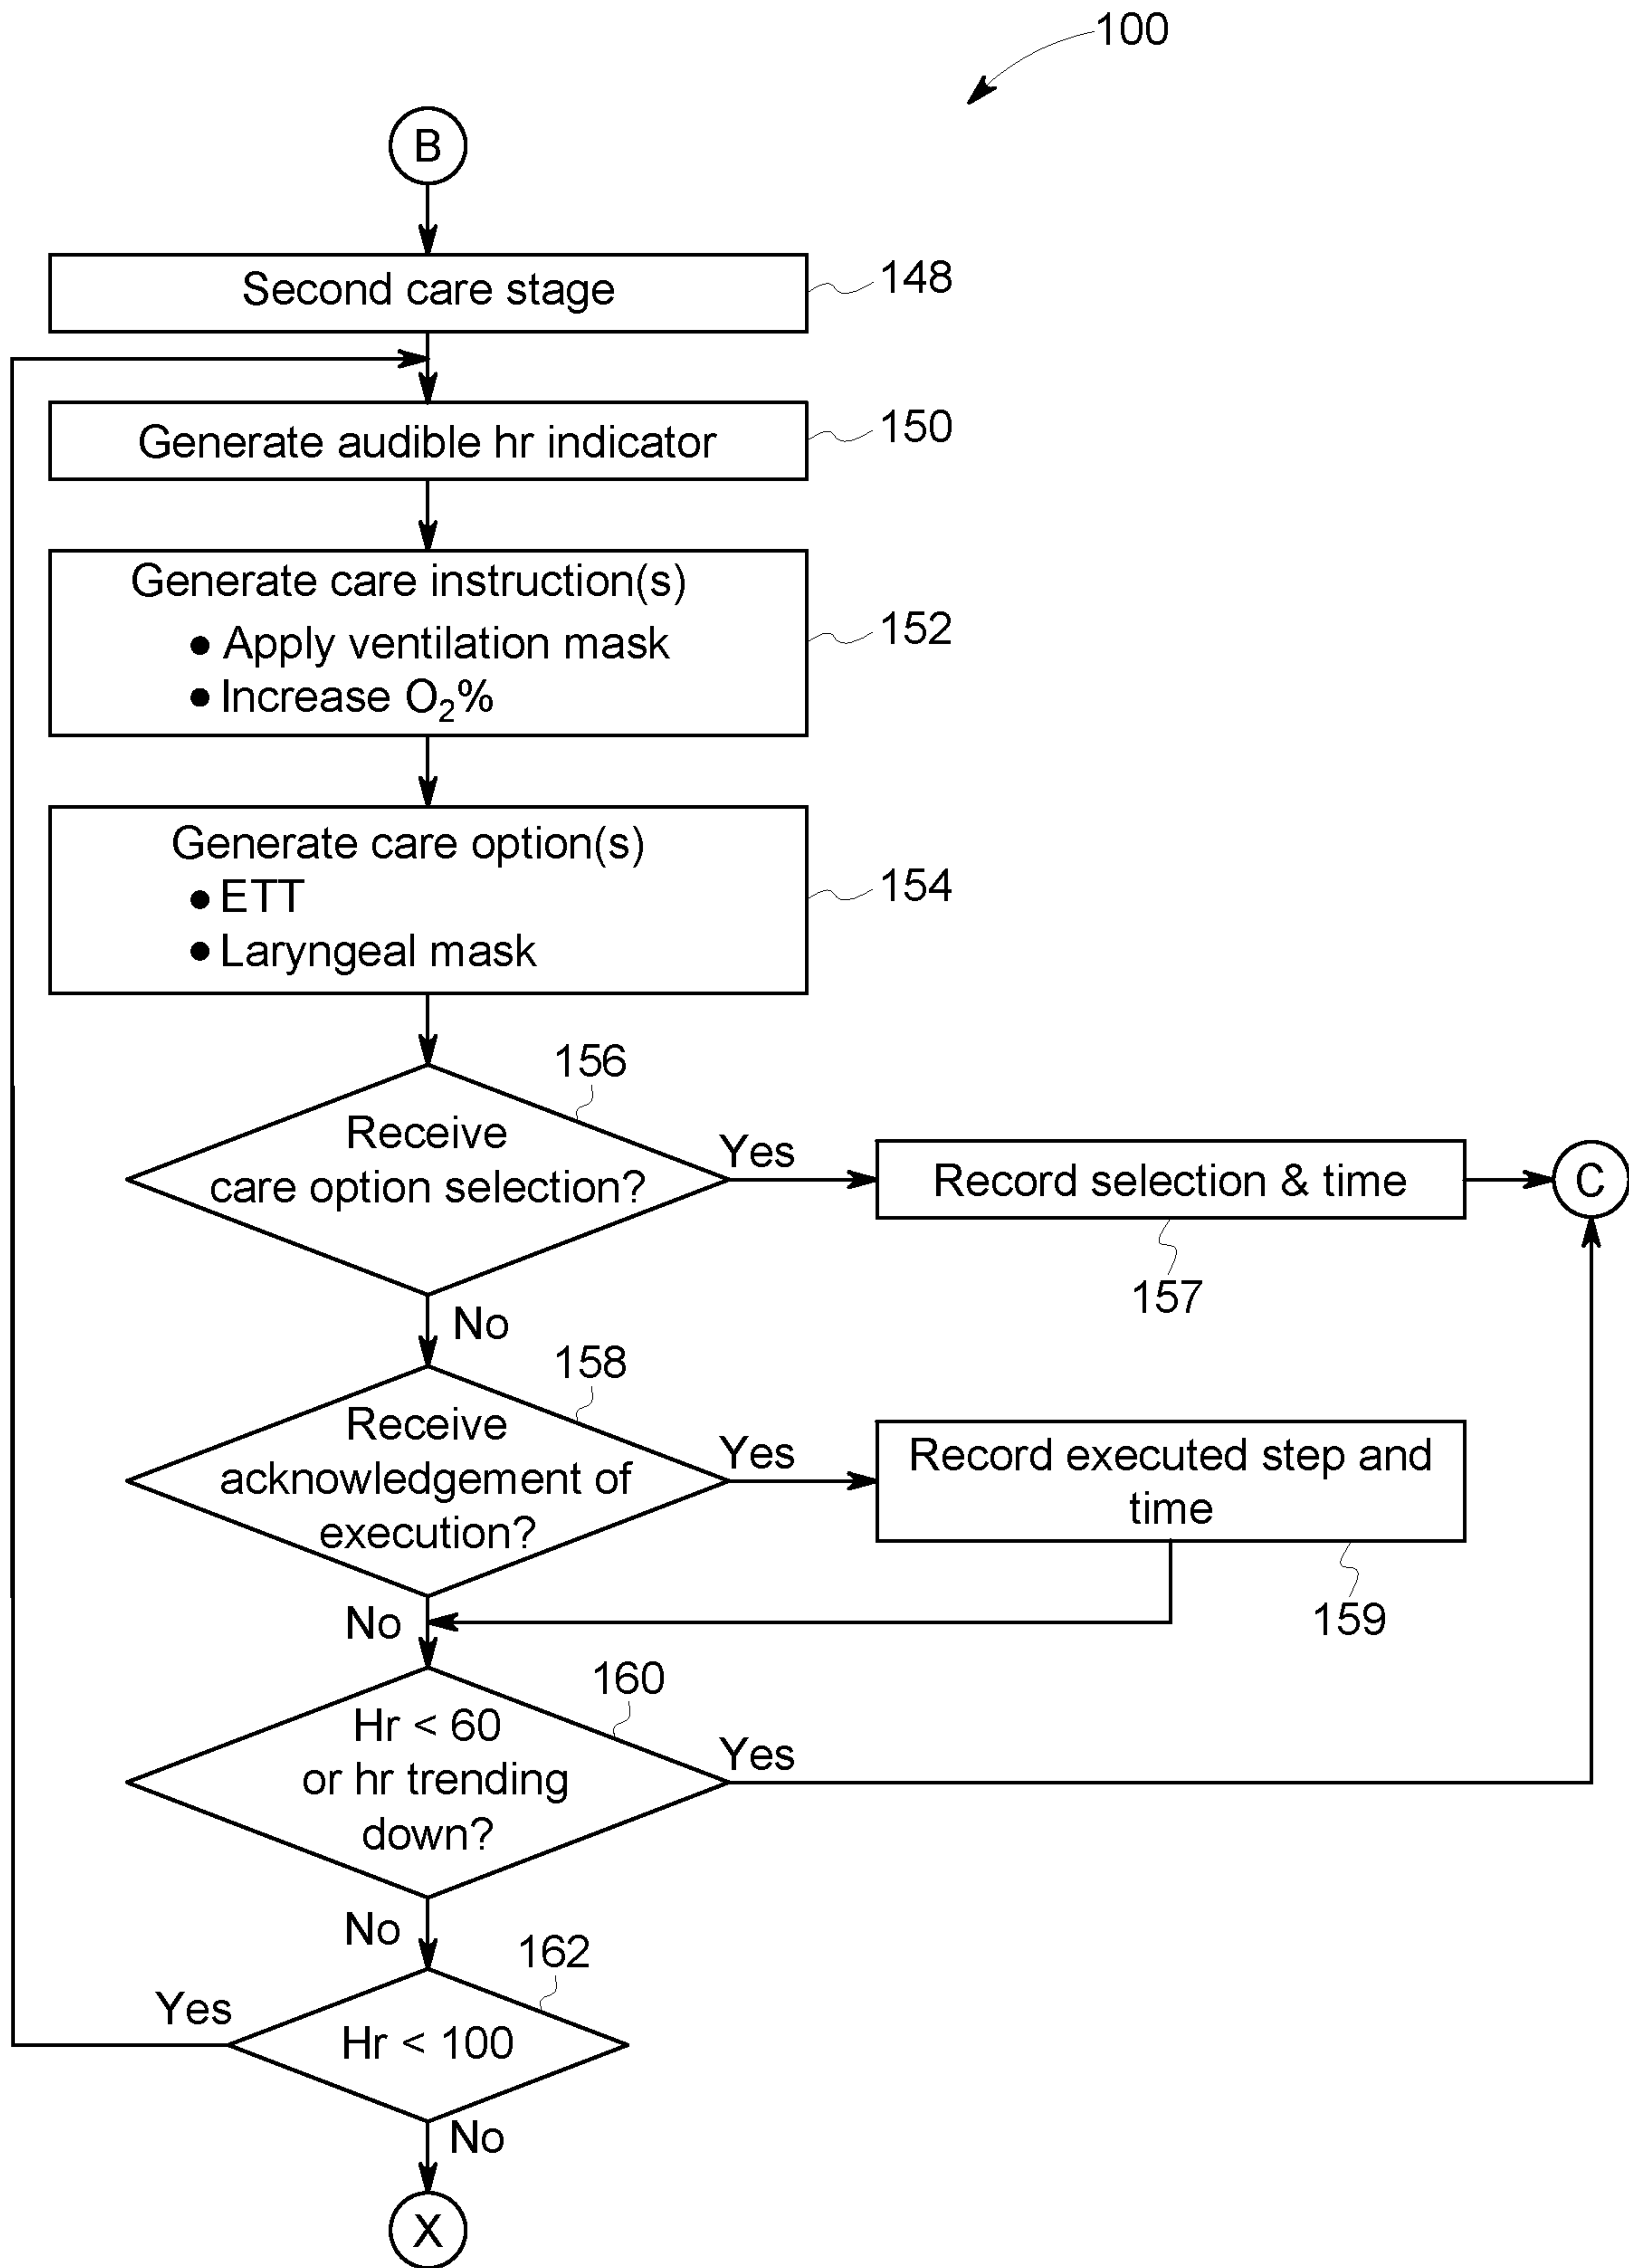 100
B
Second care stage
148
Generate audible hr indicator
150
Generate care instruction(s)
● Apply ventilation mask
● Increase O₂%
152
Generate care option(s)
● ETT
● Laryngeal mask
154
156
Receive
care option selection?
Yes
Record selection & time
C
157
No
158
Receive
acknowledgement of
execution?
Yes
Record executed step and
time
159
No
160
Hr < 60
or hr trending
down?
Yes
No
162
Yes
Hr < 100
No
X